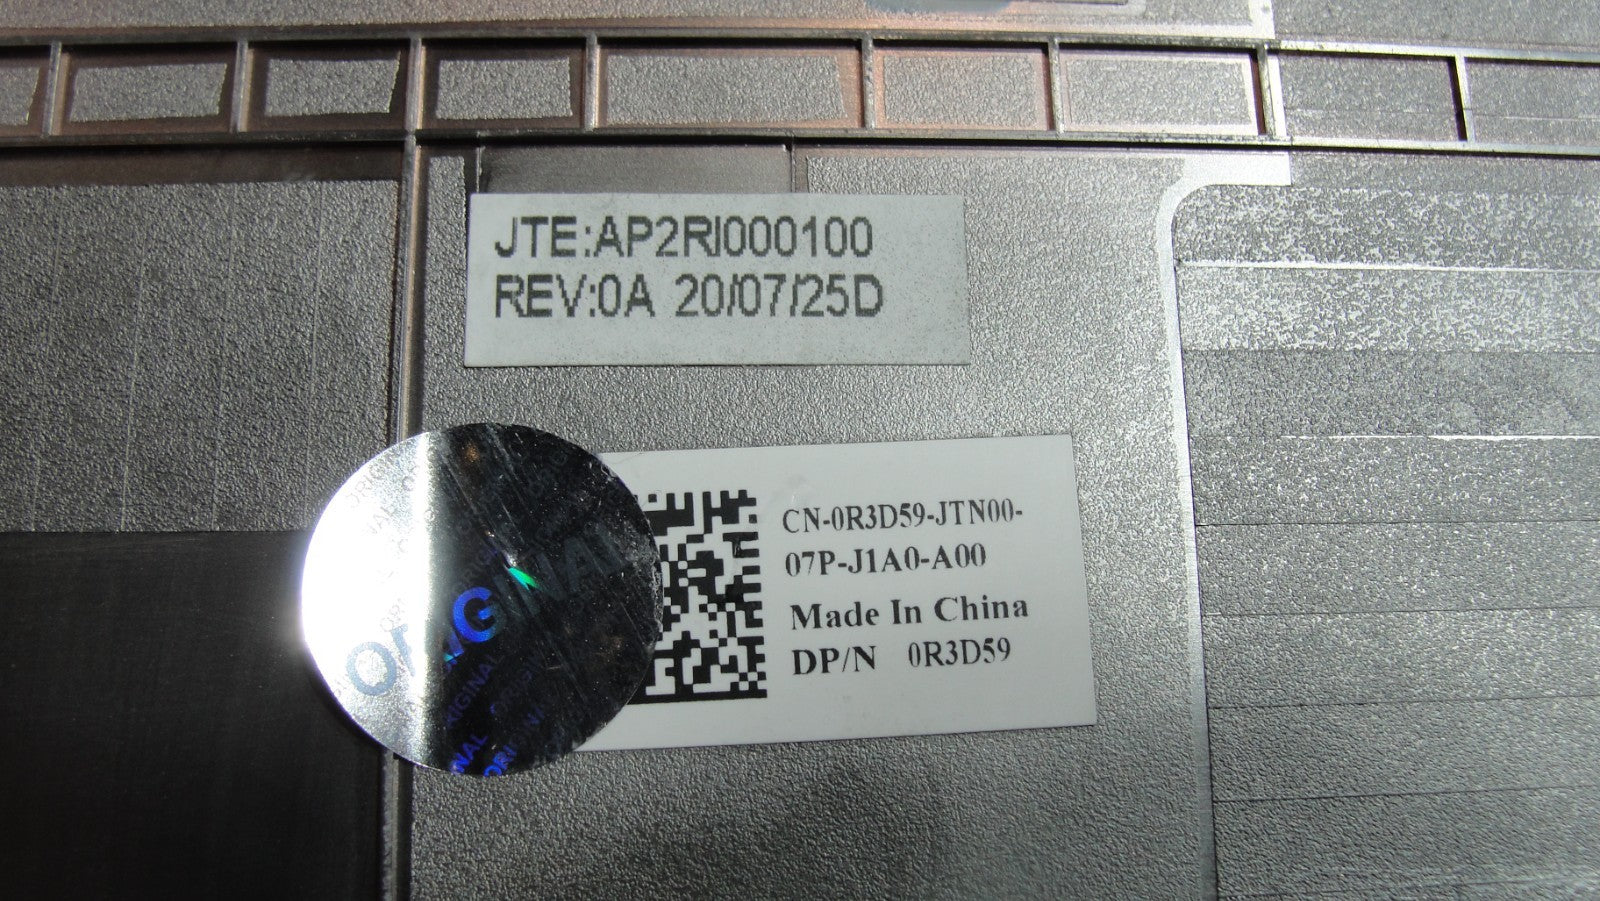 JTE:AP2RI000100
REV:0A 20/07/25D
CN-0R3D59-JTN00-
07P-J1A0-A00
Made In China
DP/N 0R3D59
ORIGINAL
ORIGINAL